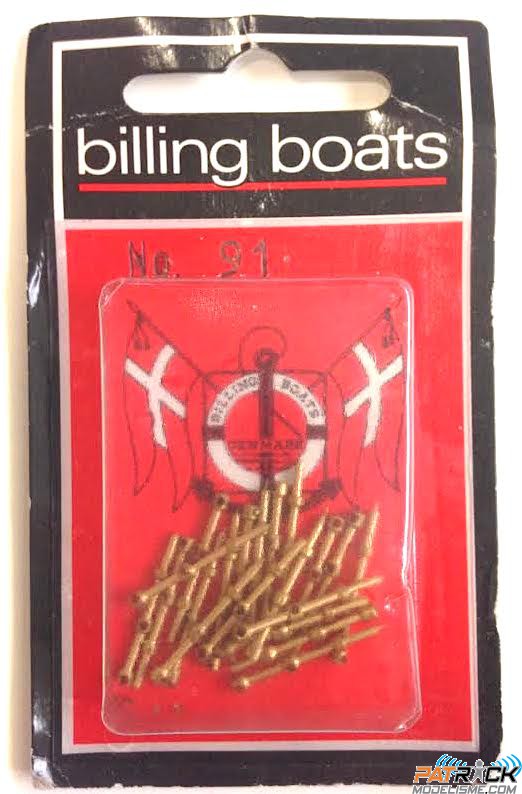 billing boats
No. 91
BILLING BOATS
DENMARK
PATRICK
MODELISME.COM